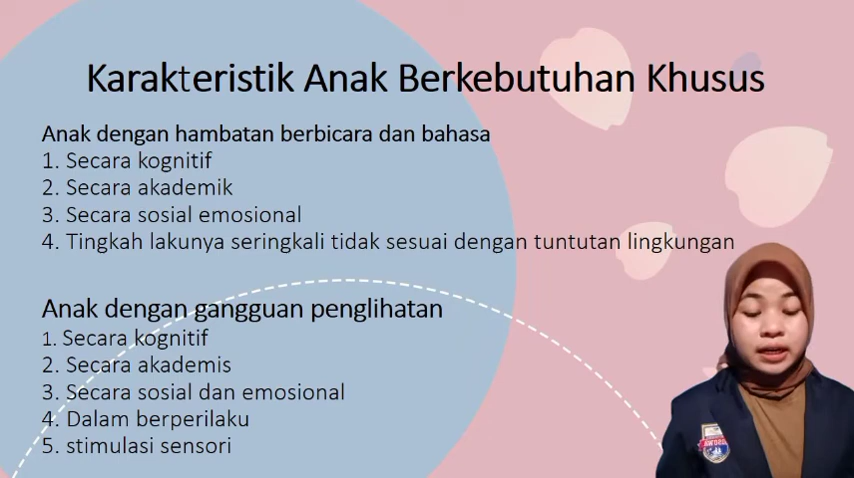 Karakteristik Anak Berkebutuhan Khusus
Anak dengan hambatan berbicara dan bahasa
1. Secara kognitif
2. Secara akademik
3. Secara sosial emosional
4. Tingkah lakunya seringkali tidak sesuai dengan tuntutan lingkungan
Anak dengan gangguan penglihatan
1. Secara kognitif
2. Secara akademis
3. Secara sosial dan emosional
4. Dalam berperilaku
5. stimulasi sensori